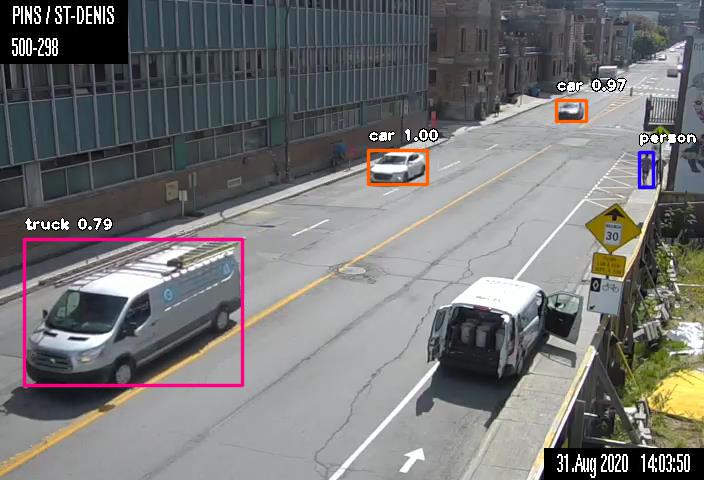 PINS / ST-DENIS
500-298
car 0.97
car 1.00
person
truck 0.79
30
31.Aug 2020 14:03:50